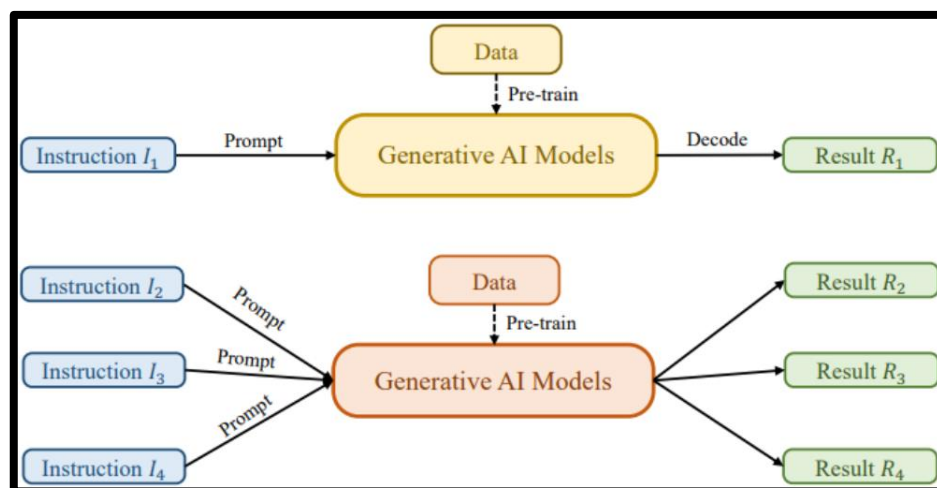 Data
Pre-train
Instruction I₁
Prompt
Generative AI Models
Decode
Result R₁
Instruction I₂
Prompt
Data
Result R₂
Pre-train
Instruction I₃
Prompt
Generative AI Models
Result R₃
Prompt
Instruction I₄
Result R₄